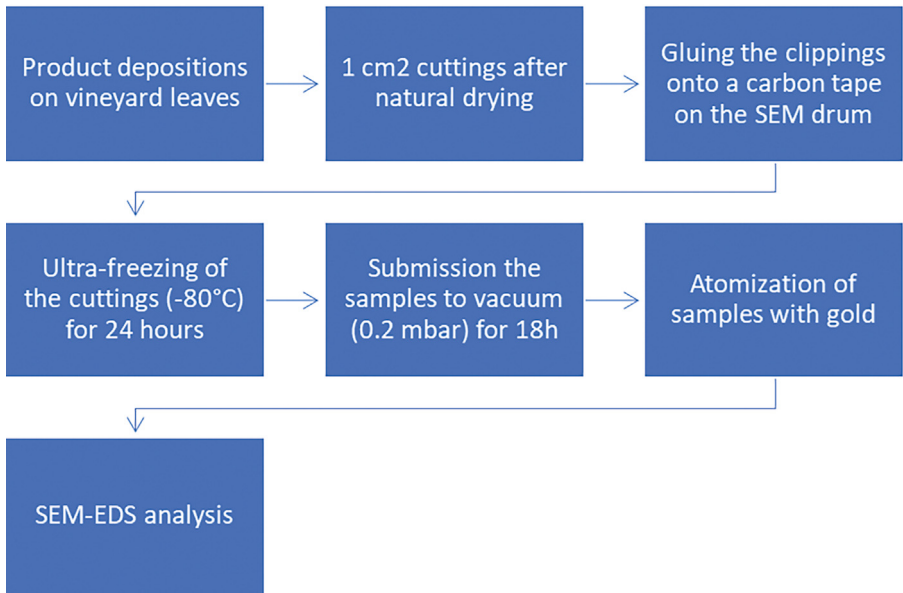 Product depositions
on vineyard leaves
1 cm2 cuttings after
natural drying
Gluing the clippings
onto a carbon tape
on the SEM drum
Ultra-freezing of
the cuttings (-80°C)
for 24 hours
Submission the
samples to vacuum
(0.2 mbar) for 18h
Atomization of
samples with gold
SEM-EDS analysis